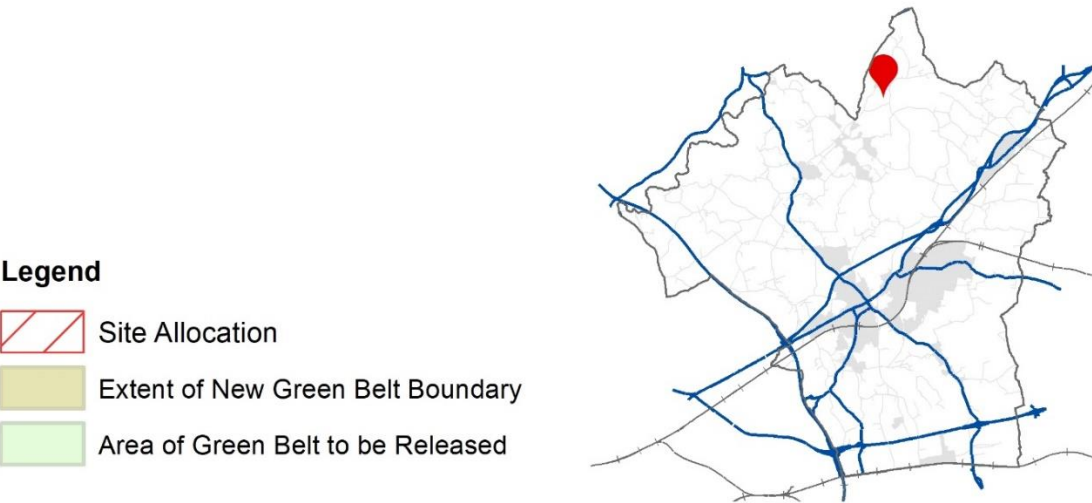 Legend
Site Allocation
Extent of New Green Belt Boundary
Area of Green Belt to be Released